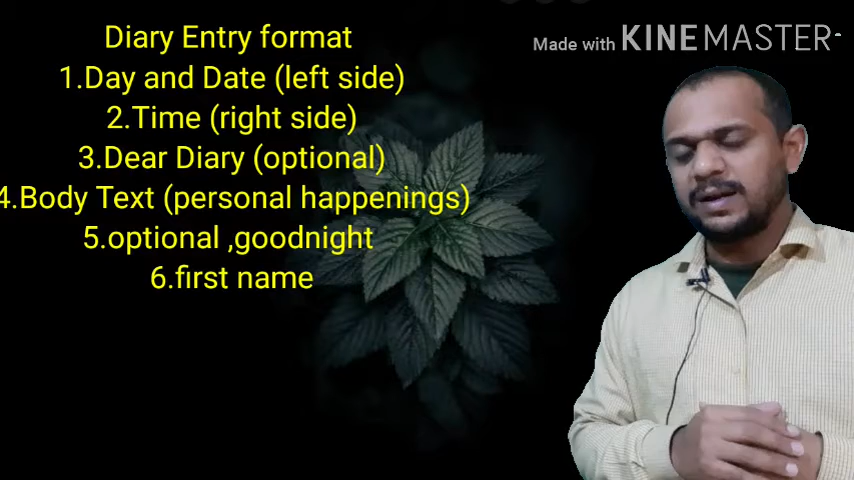 Diary Entry format
Made with KINEMASTER
1.Day and Date (left side)
2.Time (right side)
3.Dear Diary (optional)
4.Body Text (personal happenings)
5.optional ,goodnight
6.first name